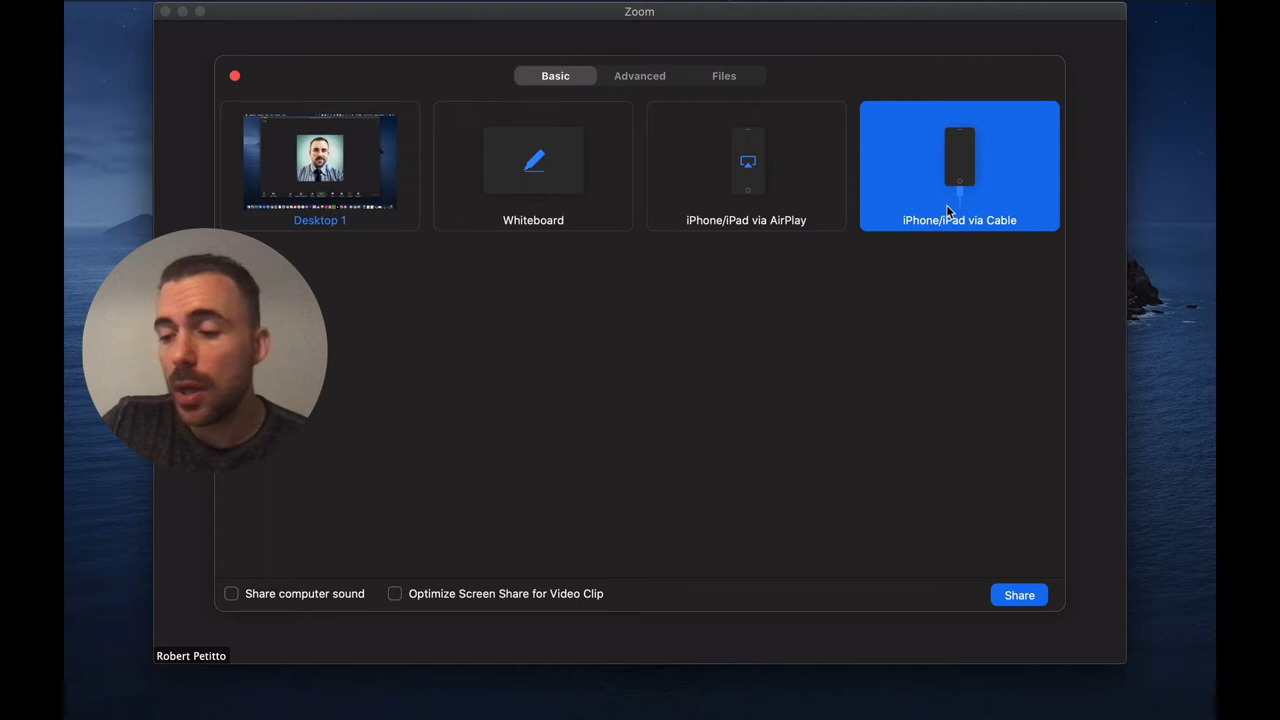 Zoom
Basic
Advanced
Files
Desktop 1
Whiteboard
iPhone/iPad via AirPlay
iPhone/iPad via Cable
Share computer sound
Optimize Screen Share for Video Clip
Share
Robert Petitto